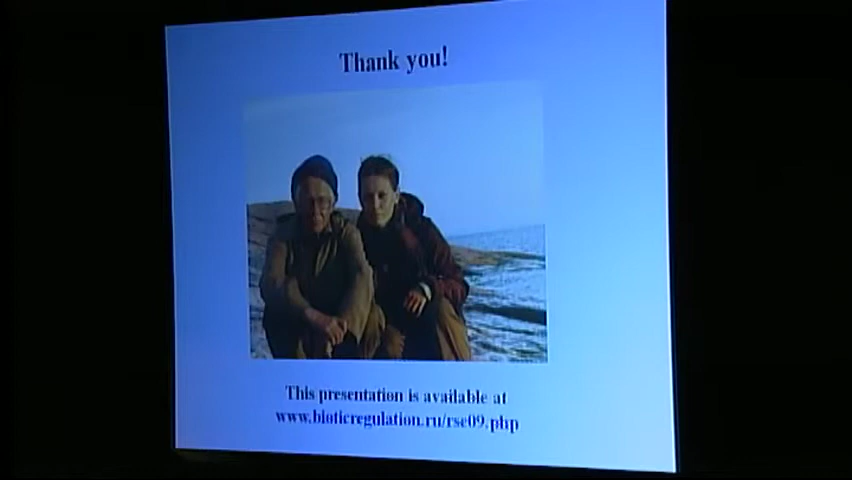 Thank you!
This presentation is available at
www.bioticregulation.ru/rse09.php